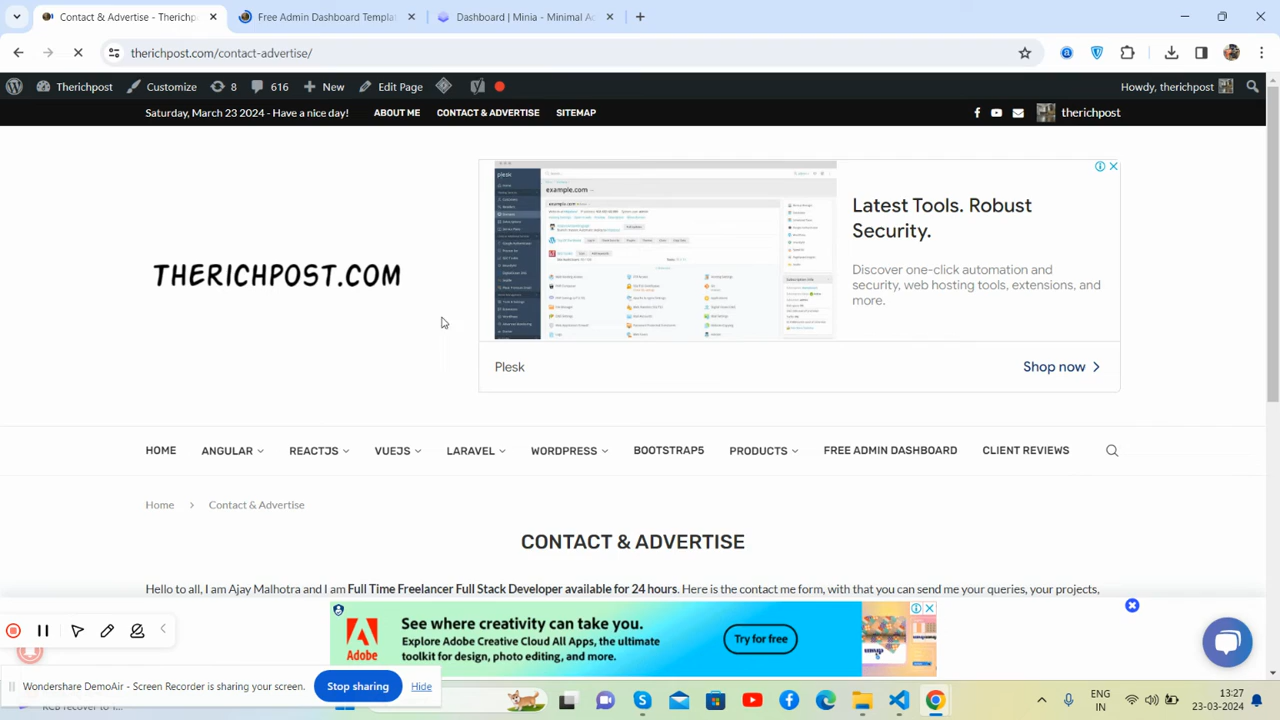 Contact & Advertise - Therichp
Free Admin Dashboard Templat
Dashboard | Minia - Minimal Ad
therichpost.com/contact-advertise/
Therichpost
Customize
8
616
New
Edit Page
Howdy, therichpost
Saturday, March 23 2024 - Have a nice day!
ABOUT ME
CONTACT & ADVERTISE
SITEMAP
therichpost
plesk
example.com
Latest Tools. Robust
Security.
Discover one-click automation and
security, web hosting tools, extensions, and
more.
THERICHPOST.COM
Plesk
Shop now
HOME
ANGULAR
REACTJS
VUEJS
LARAVEL
WORDPRESS
BOOTSTRAP5
PRODUCTS
FREE ADMIN DASHBOARD
CLIENT REVIEWS
Home
Contact & Advertise
CONTACT & ADVERTISE
Hello to all, I am Ajay Malhotra and I am Full Time Freelancer Full Stack Developer available for 24 hours. Here is the contact me form, with that you can send me your queries, your projects,
Adobe
See where creativity can take you.
Explore Adobe Creative Cloud All Apps, the ultimate
toolkit for design, photo editing, and more.
Try for free
Wondershare DemoAir - Screen Recorder is sharing your screen.
Stop sharing
Hide
ENG
IN
13:27
23-03-2024